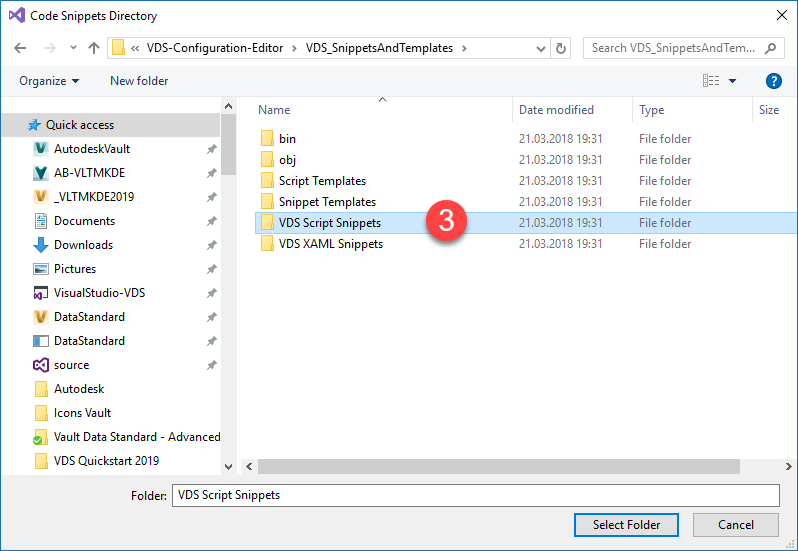 Code Snippets Directory
« VDS-Configuration-Editor > VDS_SnippetsAndTemplates >
Search VDS_SnippetsAndTem...
Organize
New folder
?
Name
Date modified
Type
Size
Quick access
AutodeskVault
AB-VLTMKDE
_VLTMKDE2019
Documents
Downloads
Pictures
VisualStudio-VDS
DataStandard
DataStandard
source
Autodesk
Icons Vault
Vault Data Standard - Advanced
VDS Quickstart 2019
bin 21.03.2018 19:31 File folder
obj 21.03.2018 19:31 File folder
Script Templates 21.03.2018 19:31 File folder
Snippet Templates 21.03.2018 19:31 File folder
VDS Script Snippets 3 21.03.2018 19:31 File folder
VDS XAML Snippets 21.03.2018 19:31 File folder
Folder: VDS Script Snippets
Select Folder
Cancel